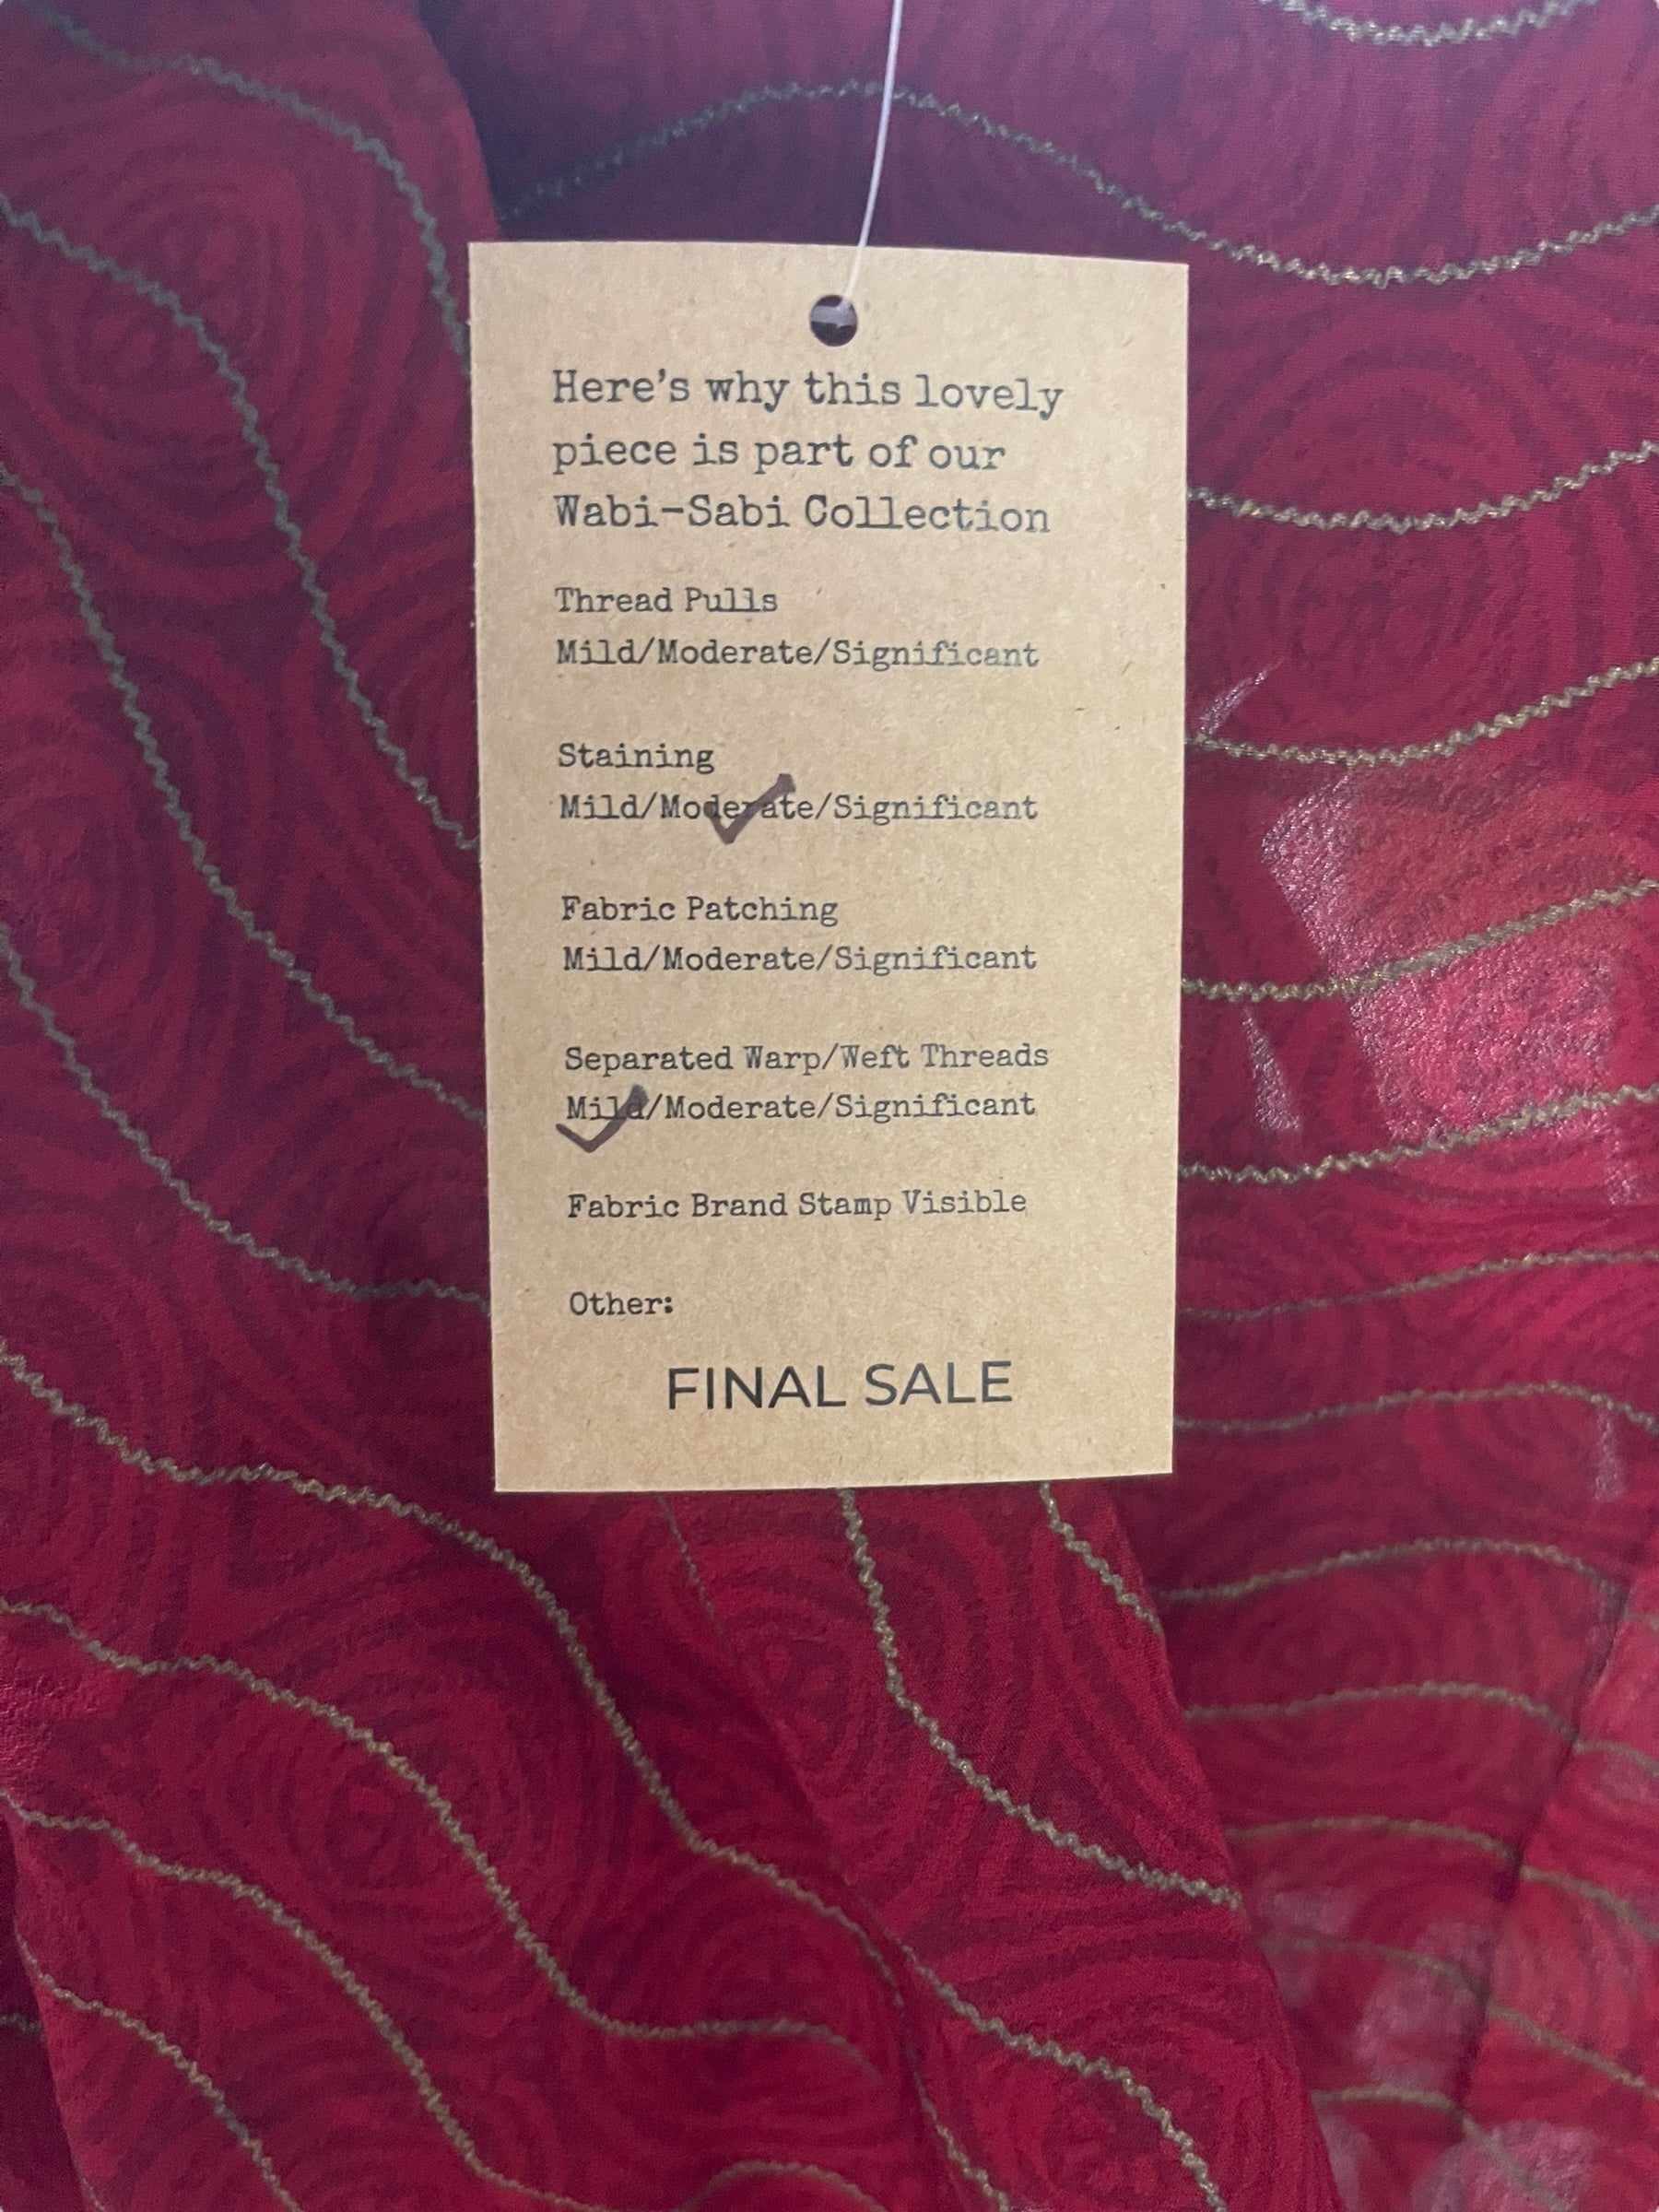 Here's why this lovely
piece is part of our
Wabi-Sabi Collection
Thread Pulls
Mild/Moderate/Significant
Staining
Mild/Moderate/Significant
Fabric Patching
Mild/Moderate/Significant
Separated Warp/Weft Threads
Mild/Moderate/Significant
Fabric Brand Stamp Visible
Other:
FINAL SALE